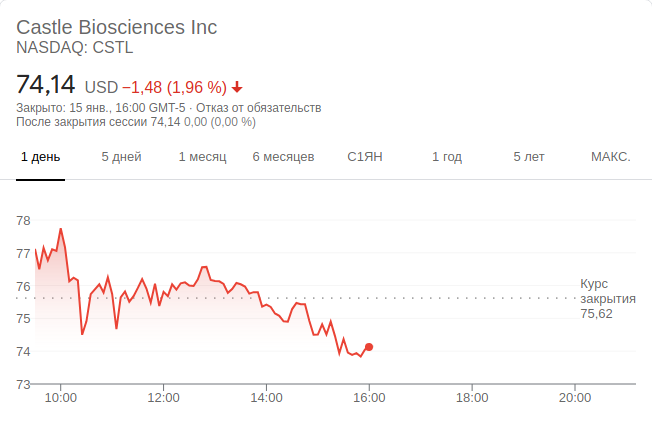 Castle Biosciences Inc
NASDAQ: CSTL
74,14 USD −1,48 (1,96 %)
Закрыто: 15 янв., 16:00 GMT-5 · Отказ от обязательств
После закрытия сессии 74,14 0,00 (0,00 %)
1 день 5 дней 1 месяц 6 месяцев С1ЯН 1 год 5 лет МАКС.
78
77
76
75
74
73
Курс
закрытия
75,62
10:00 12:00 14:00 16:00 18:00 20:00